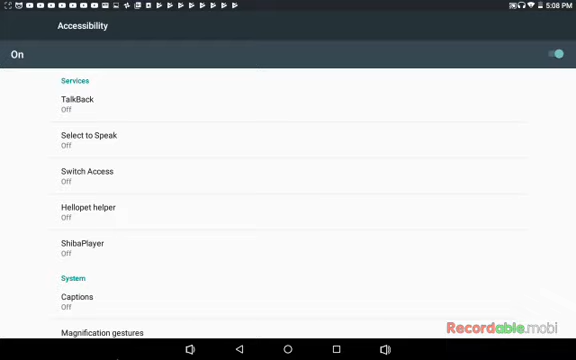 5:08 PM
Accessibility
On
Services
TalkBack
Off
Select to Speak
Off
Switch Access
Off
Hellopet helper
Off
ShibaPlayer
Off
System
Captions
Off
Magnification gestures
Recordable.mobi